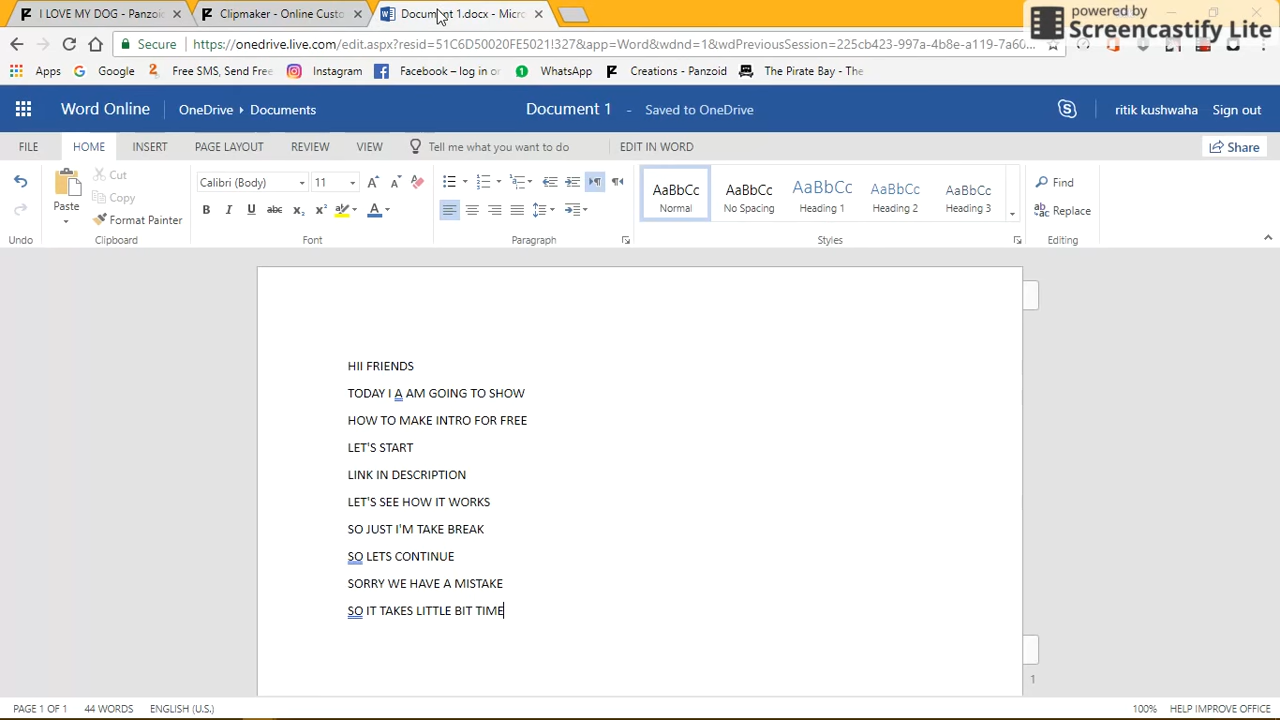 I LOVE MY DOG - Panzoid
Clipmaker - Online Custo
Document 1.docx - Micro
powered by
Screencastify Lite
Secure
https://onedrive.live.com/edit.aspx?resid=
&app=Word&wdnd=1&wdPreviousSession=225cb423-997a-4b8e-a119-7a60...
Apps
Google
Free SMS, Send Free
Instagram
Facebook – log in or
WhatsApp
Creations - Panzoid
The Pirate Bay - The
Word Online
OneDrive
Documents
Document 1
-
Saved to OneDrive
ritik kushwaha
Sign out
FILE
HOME
INSERT
PAGE LAYOUT
REVIEW
VIEW
Tell me what you want to do
EDIT IN WORD
Share
Paste
Cut
Copy
Format Painter
Calibri (Body)
11
AaBbCc
Normal
AaBbCc
No Spacing
AaBbCc
Heading 1
AaBbCc
Heading 2
AaBbCc
Heading 3
Find
Replace
Undo
Clipboard
Font
Paragraph
Styles
Editing
HII FRIENDS
TODAY I A AM GOING TO SHOW
HOW TO MAKE INTRO FOR FREE
LET'S START
LINK IN DESCRIPTION
LET'S SEE HOW IT WORKS
SO JUST I'M TAKE BREAK
SO LETS CONTINUE
SORRY WE HAVE A MISTAKE
SO IT TAKES LITTLE BIT TIME
1
PAGE 1 OF 1
44 WORDS
ENGLISH (U.S.)
100%
HELP IMPROVE OFFICE